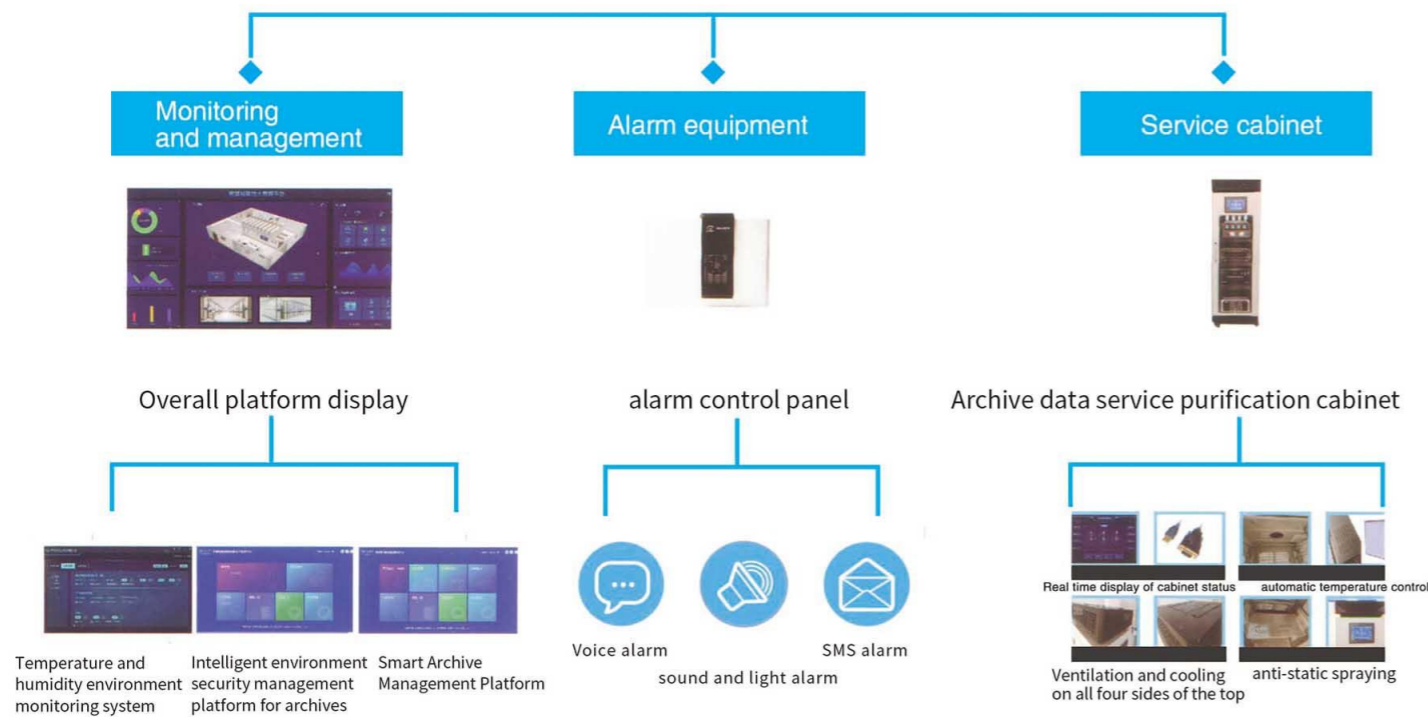 Monitoring
and management
Alarm equipment
Service cabinet
Overall platform display
alarm control panel
Archive data service purification cabinet
Real time display of cabinet status
automatic temperature control
Voice alarm
SMS alarm
sound and light alarm
Temperature and
humidity environment
monitoring system
Intelligent environment
security management
platform for archives
Smart Archive
Management Platform
Ventilation and cooling
on all four sides of the top
anti-static spraying